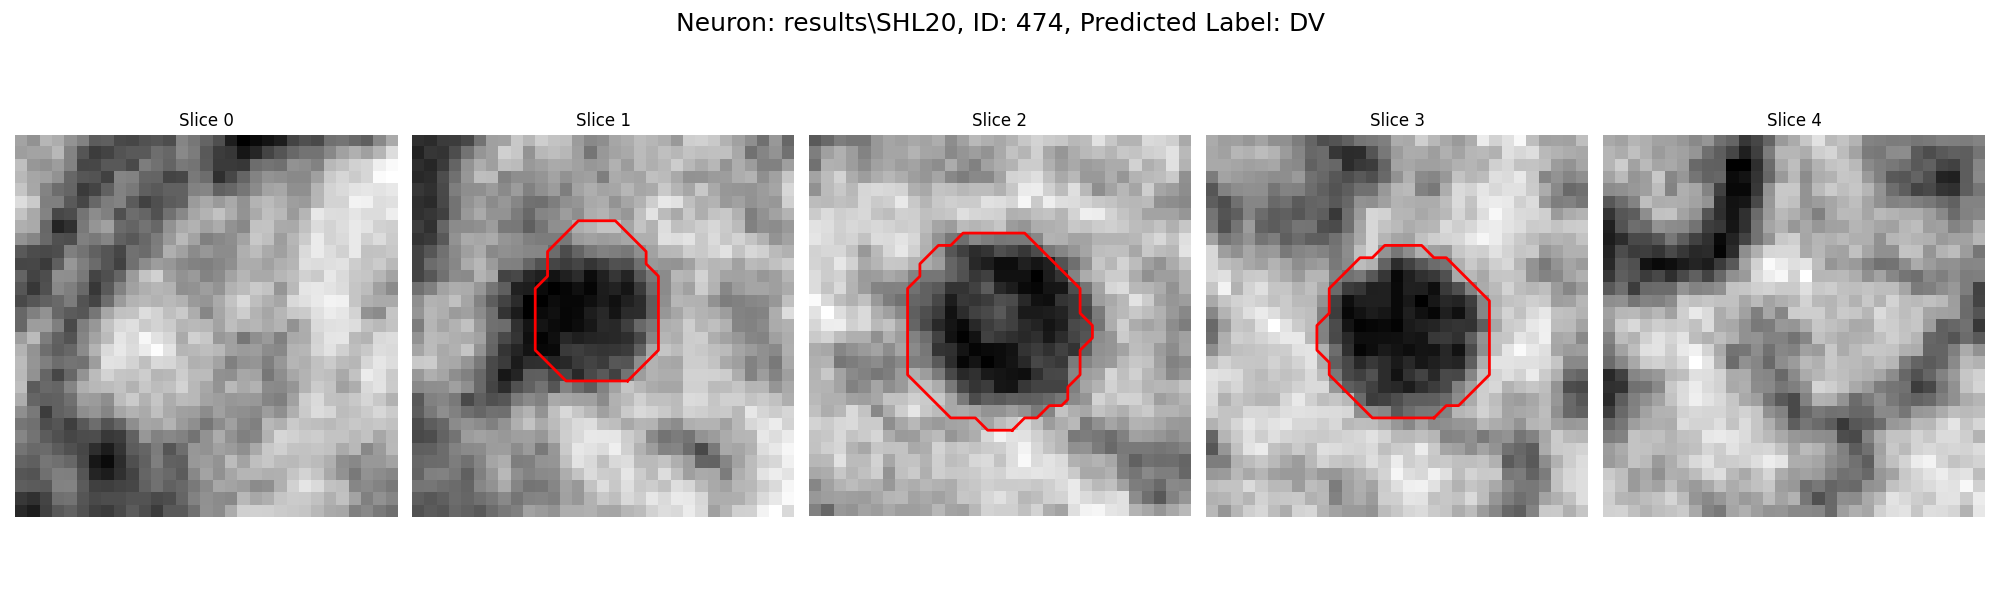 Neuron: results\SHL20, ID: 474, Predicted Label: DV
Slice 0
Slice 1
Slice 2
Slice 3
Slice 4